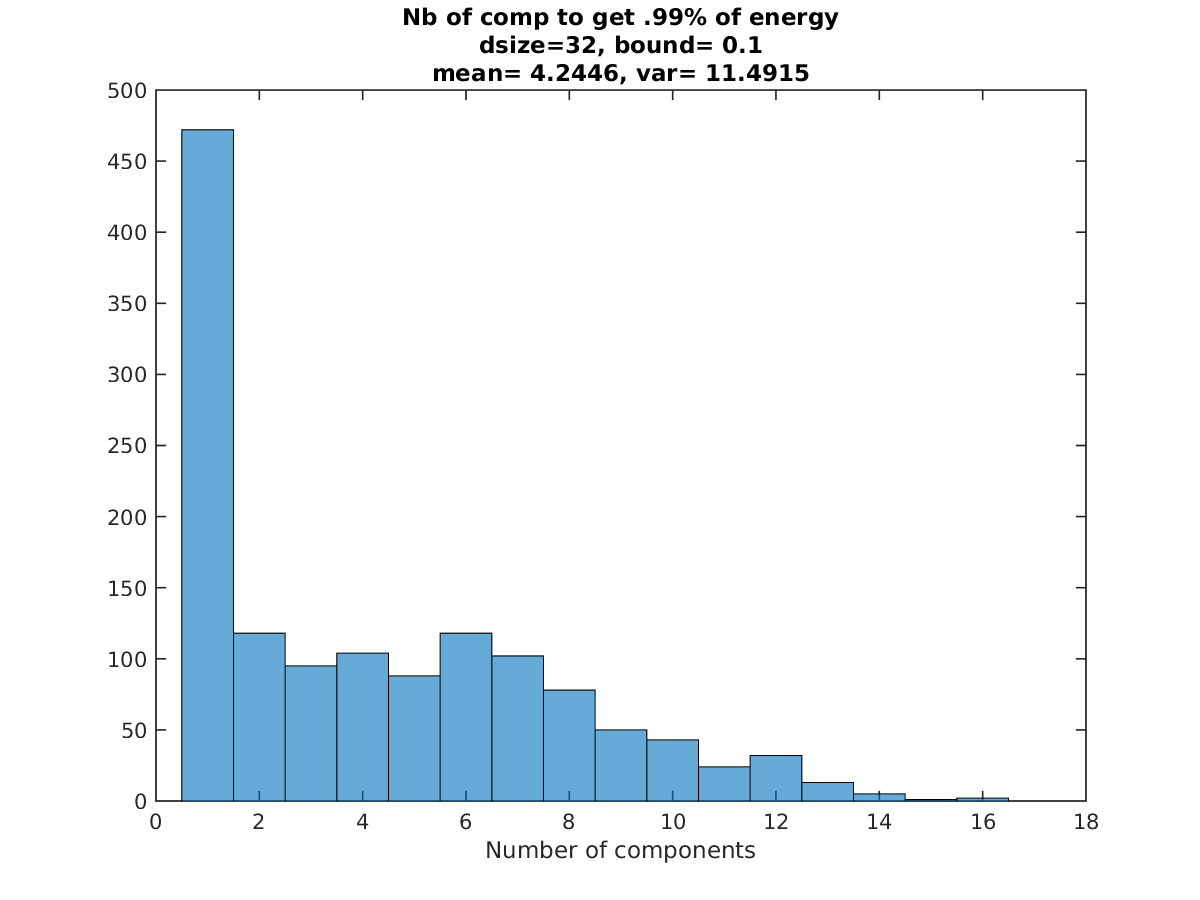 Nb of comp to get .99% of energy
dsize=32, bound= 0.1
mean= 4.2446, var= 11.4915
500
450
400
350
300
250
200
150
100
50
0
0 2 4 6 8 10 12 14 16 18
Number of components